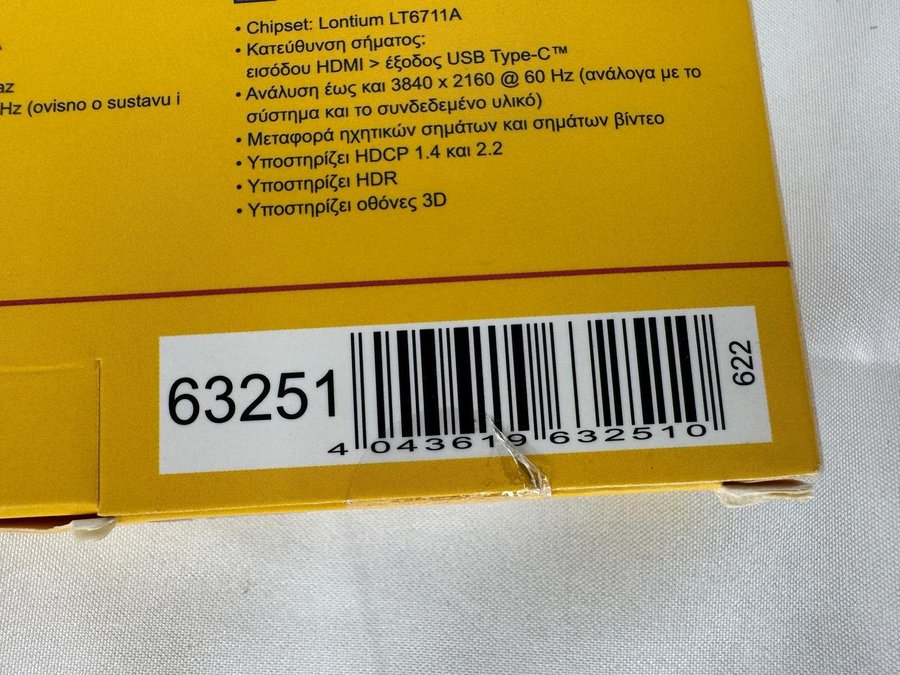 az
Hz (ovisno o sustavu i
• Chipset: Lontium LT6711A
• Κατεύθυνση σήματος:
εισόδου HDMI > έξοδος USB Type-C™
• Ανάλυση έως και 3840 x 2160 @ 60 Hz (ανάλογα με το
σύστημα και το συνδεδεμένο υλικό)
• Μεταφορά ηχητικών σημάτων και σημάτων βίντεο
• Υποστηρίζει HDCP 1.4 και 2.2
• Υποστηρίζει HDR
• Υποστηρίζει οθόνες 3D
63251
4 043619 632510
622